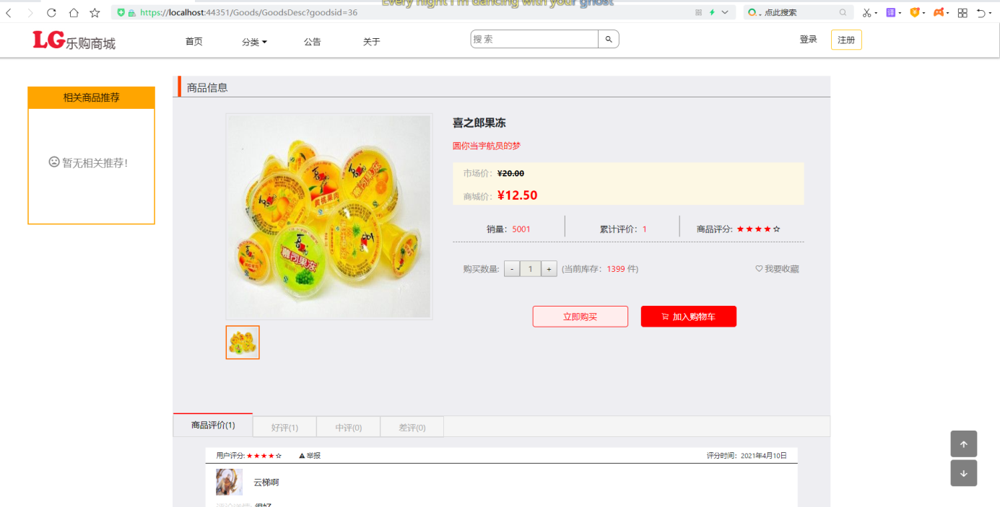 Every night I'm dancing with your ghost
https://localhost:44351/Goods/GoodsDesc?goodsid=36
点此搜索
译
LG乐购商城
首页
分类
公告
关于
搜 索
登录
注册
相关商品推荐
暂无相关推荐!
商品信息
喜之郎果冻
圆你当宇航员的梦
市场价: ¥20.00
商城价: ¥12.50
销量: 5001
累计评价: 1
商品评分: ★★★★☆
购买数量: - 1 + (当前库存: 1399 件)
♡ 我要收藏
立即购买
加入购物车
商品评价(1)
好评(1)
中评(0)
差评(0)
用户评分: ★★★★☆
举报
评分时间: 2021年4月10日
云梯啊
很好